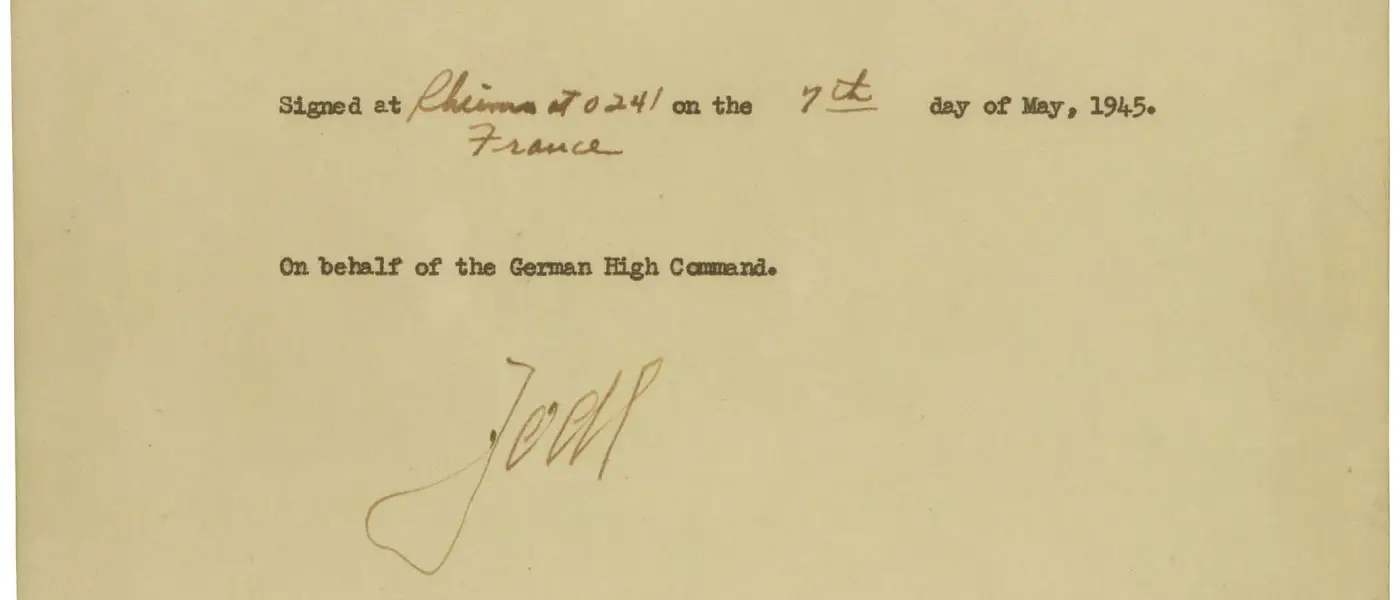 Signed at Rheims at 0241 on the 7th day of May, 1945.
France
On behalf of the German High Command.
Jodl